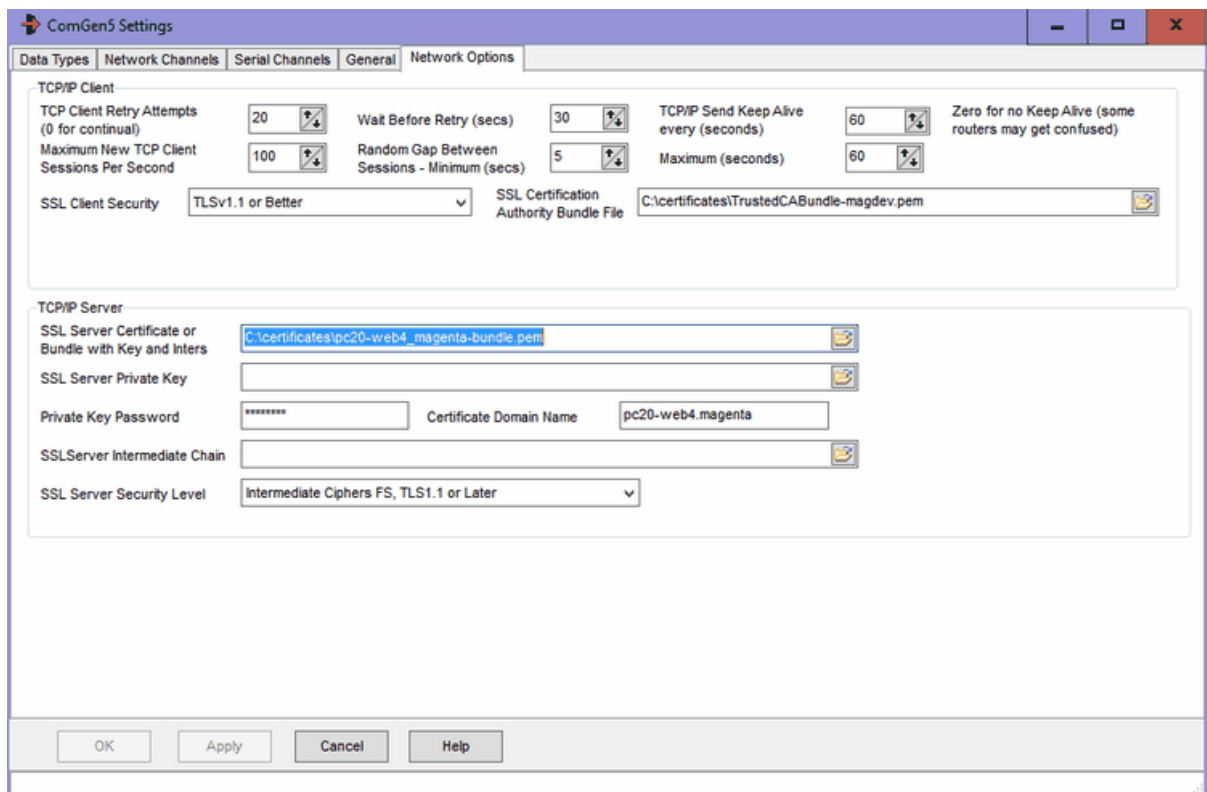 ComGen5 Settings
Data Types Network Channels Serial Channels General Network Options
TCP/IP Client
TCP Client Retry Attempts
(0 for continual)
20
Wait Before Retry (secs)
30
TCP/IP Send Keep Alive
every (seconds)
60
Zero for no Keep Alive (some
routers may get confused)
Maximum New TCP Client
Sessions Per Second
100
Random Gap Between
Sessions - Minimum (secs)
5
Maximum (seconds)
60
SSL Client Security
TLSv1.1 or Better
SSL Certification
Authority Bundle File
C:\certificates\TrustedCABundle-magdev.pem
TCP/IP Server
SSL Server Certificate or
Bundle with Key and Inters
C:\certificates\pc20-web4_magenta-bundle.pem
SSL Server Private Key
Private Key Password
********
Certificate Domain Name
pc20-web4.magenta
SSLServer Intermediate Chain
SSL Server Security Level
Intermediate Ciphers FS, TLS1.1 or Later
OK Apply Cancel Help